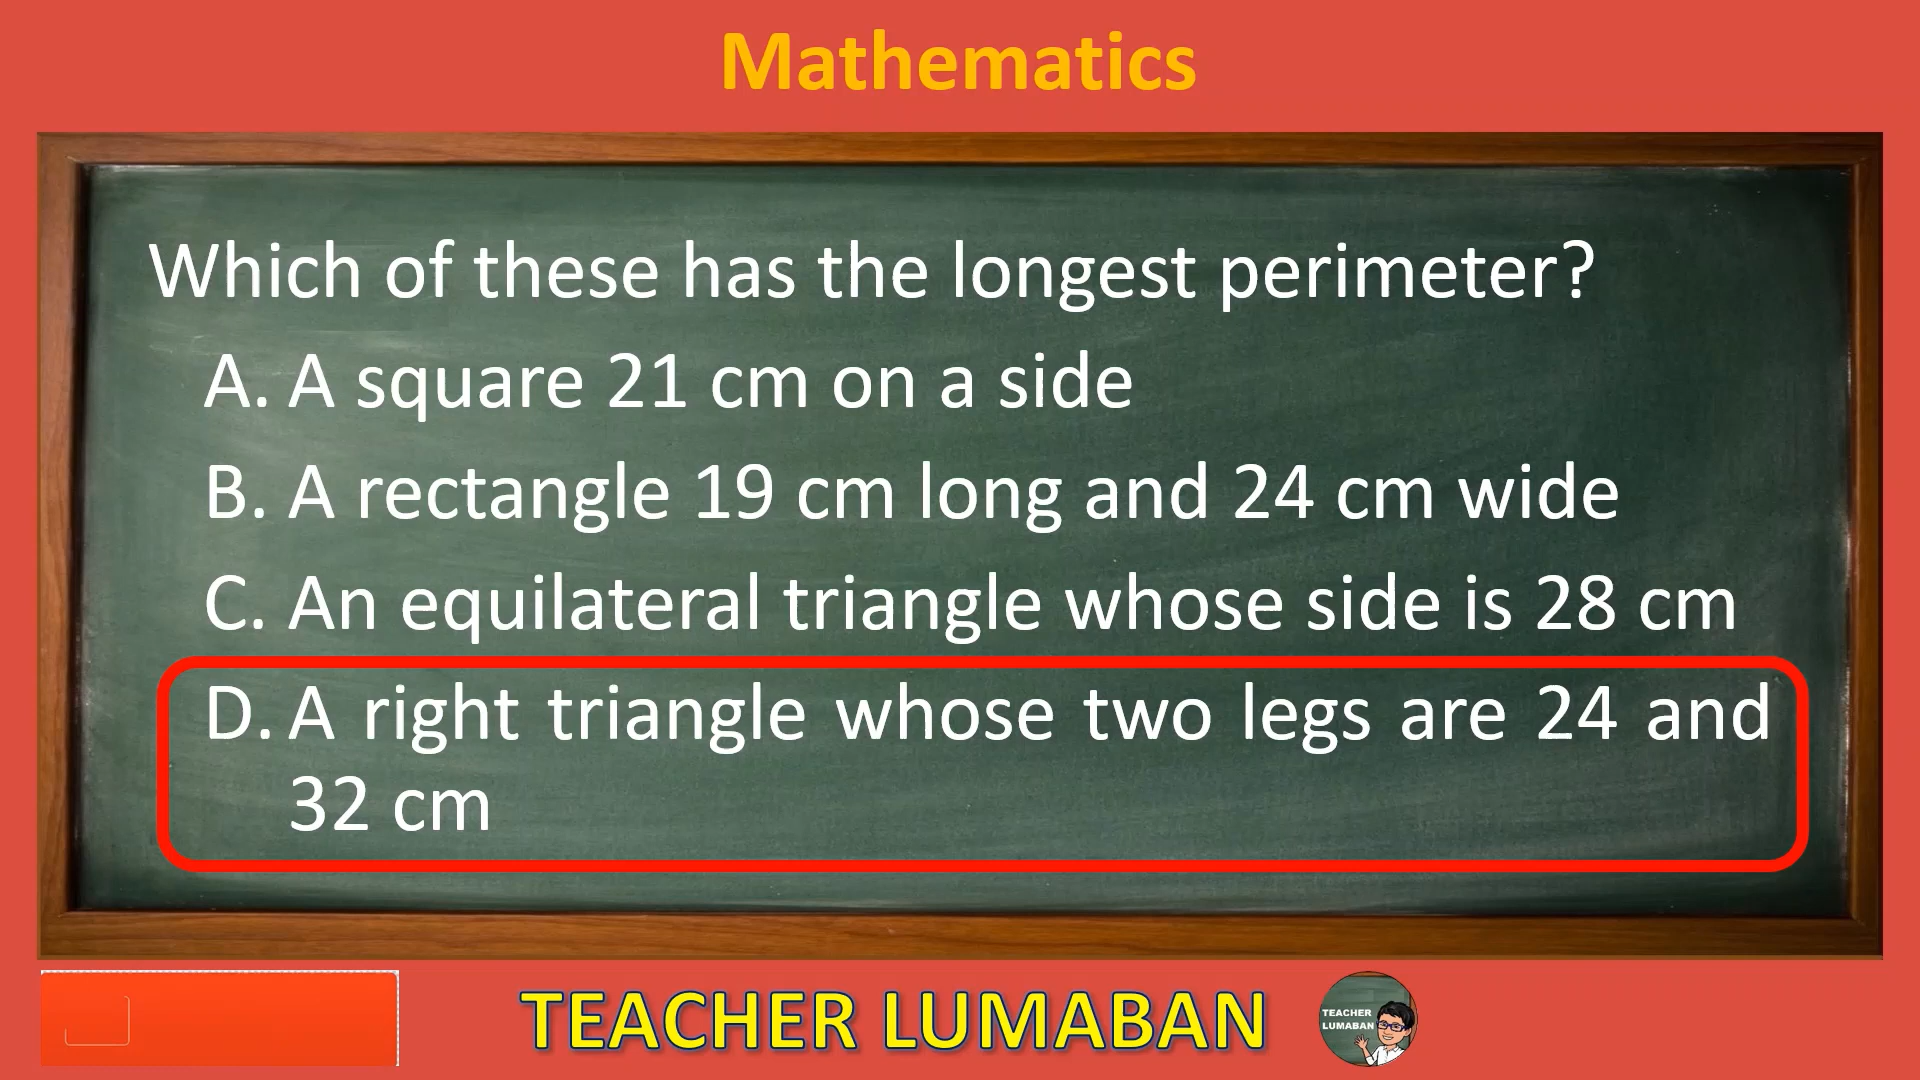 Mathematics
Which of these has the longest perimeter?
A. A square 21 cm on a side
B. A rectangle 19 cm long and 24 cm wide
C. An equilateral triangle whose side is 28 cm
D. A right triangle whose two legs are 24 and
32 cm
TEACHER LUMABAN
TEACHER
LUMABAN